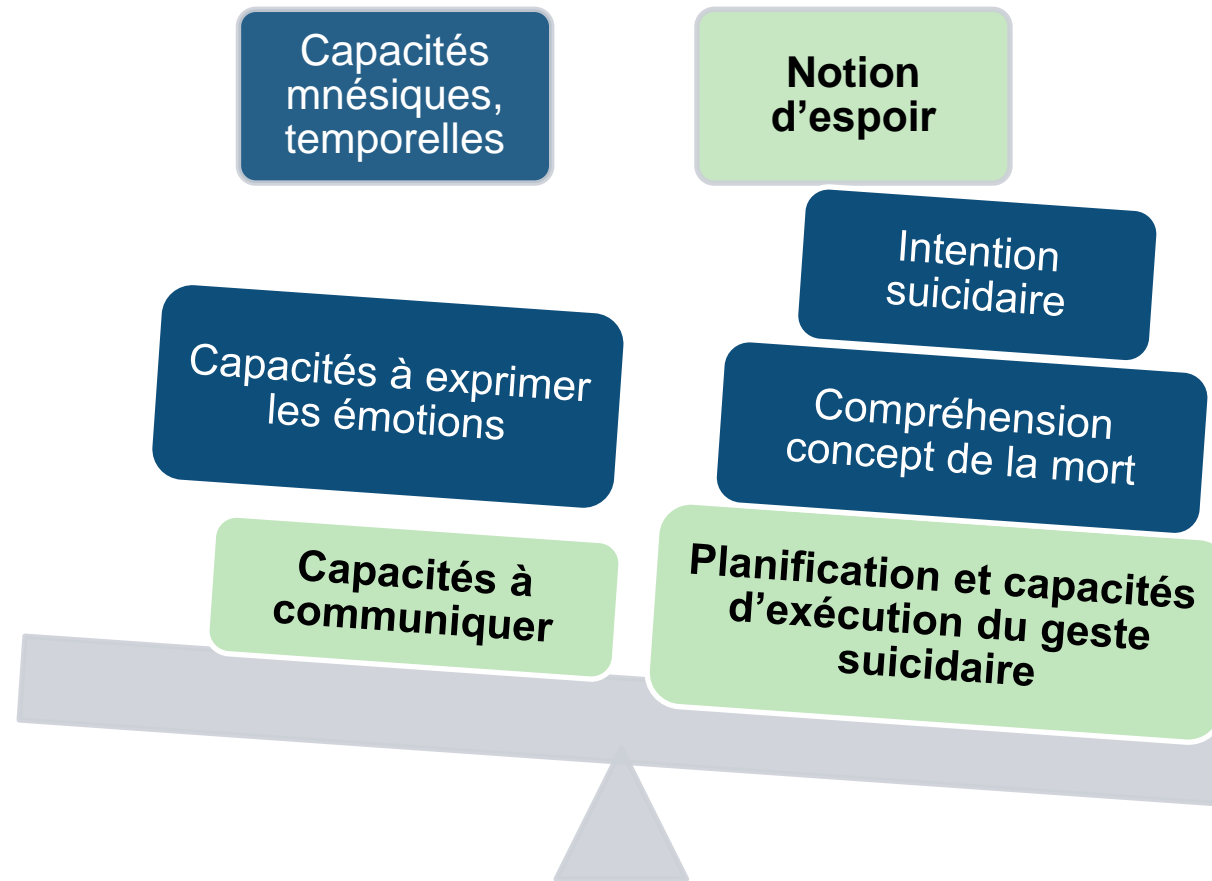 Capacités
mnésiques,
temporelles
Notion
d'espoir
Intention
suicidaire
Capacités à exprimer
les émotions
Compréhension
concept de la mort
Capacités à
communiquer
Planification et capacités
d’exécution du geste
suicidaire